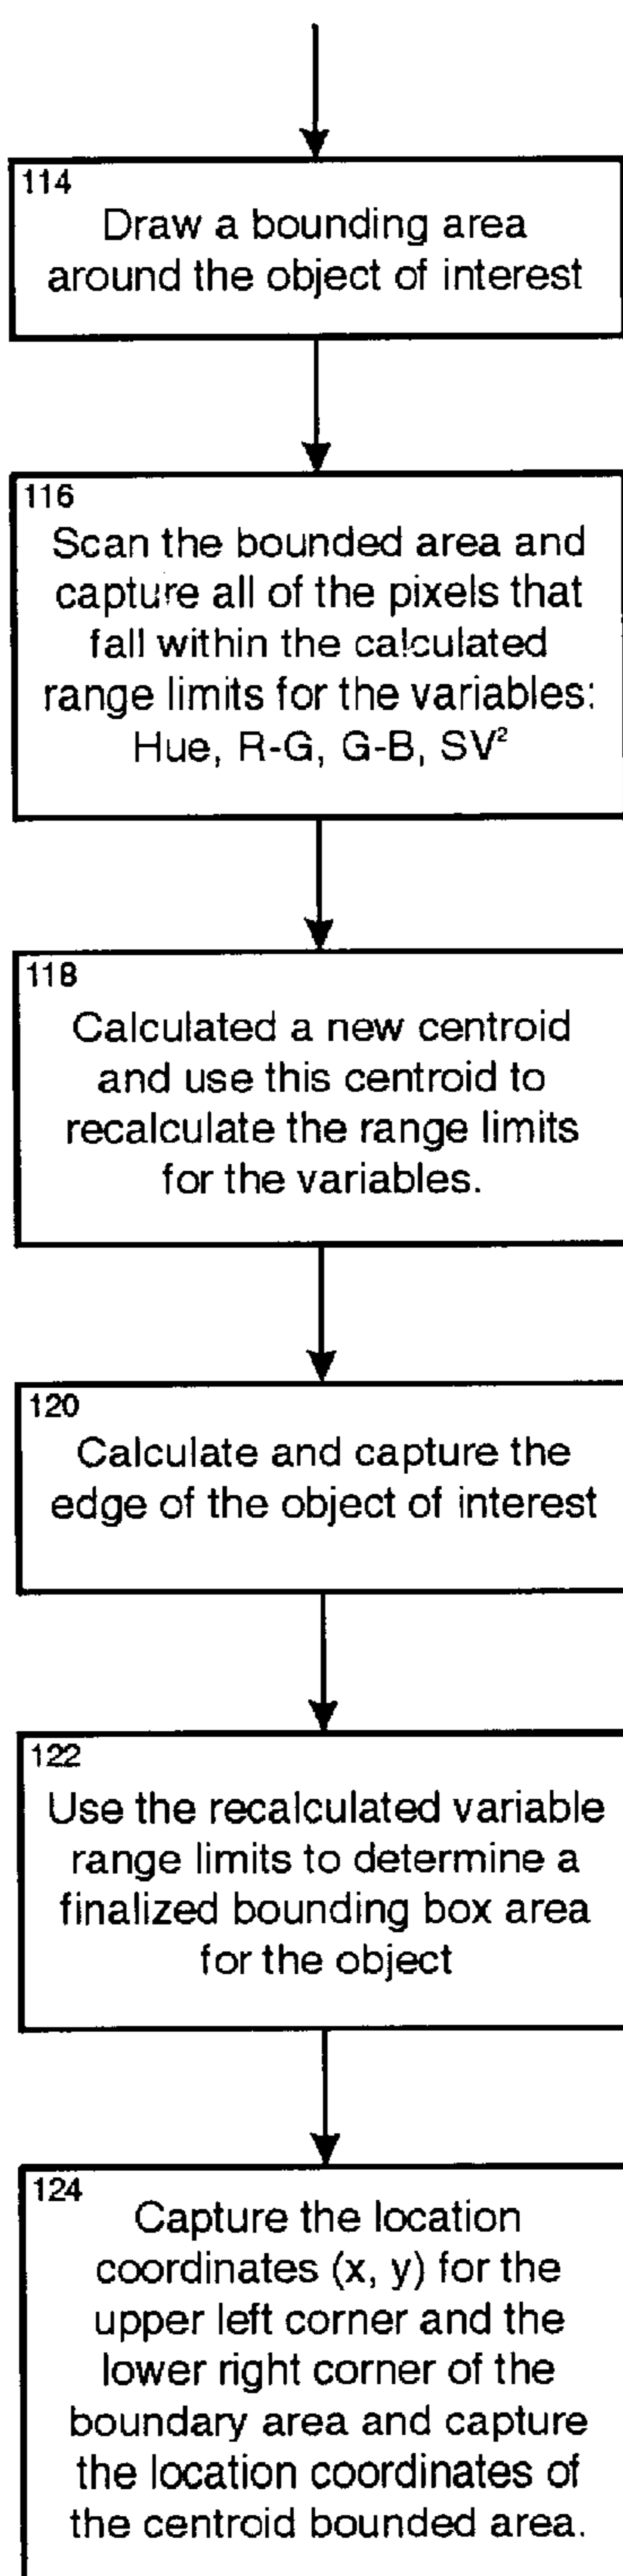 114
Draw a bounding area
around the object of interest
116
Scan the bounded area and
capture all of the pixels that
fall within the calculated
range limits for the variables:
Hue, R-G, G-B, SV²
118
Calculated a new centroid
and use this centroid to
recalculate the range limits
for the variables.
120
Calculate and capture the
edge of the object of interest
122
Use the recalculated variable
range limits to determine a
finalized bounding box area
for the object
124
Capture the location
coordinates (x, y) for the
upper left corner and the
lower right corner of the
boundary area and capture
the location coordinates of
the centroid bounded area.